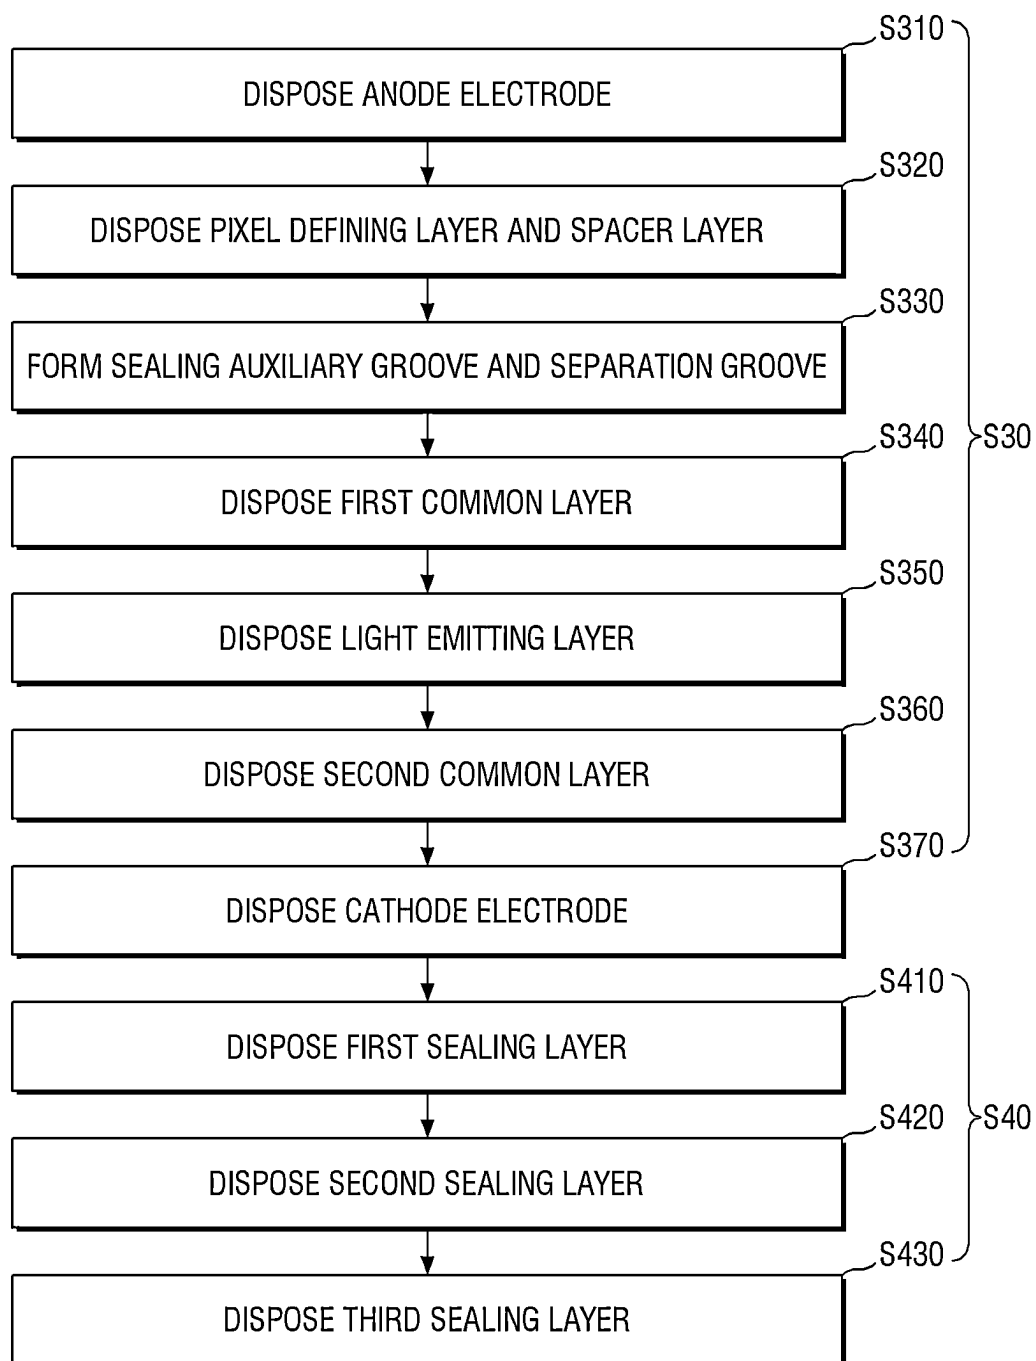 S310
DISPOSE ANODE ELECTRODE
S320
DISPOSE PIXEL DEFINING LAYER AND SPACER LAYER
S330
FORM SEALING AUXILIARY GROOVE AND SEPARATION GROOVE
S340
S30
DISPOSE FIRST COMMON LAYER
S350
DISPOSE LIGHT EMITTING LAYER
S360
DISPOSE SECOND COMMON LAYER
S370
DISPOSE CATHODE ELECTRODE
S410
DISPOSE FIRST SEALING LAYER
S420
S40
DISPOSE SECOND SEALING LAYER
S430
DISPOSE THIRD SEALING LAYER